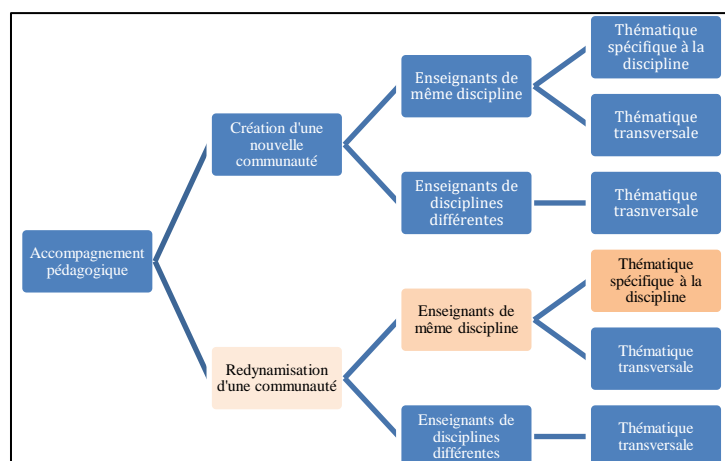 Accompagnement
pédagogique
Création d'une
nouvelle
communauté
Enseignants de
même discipline
Thématique
spécifique à la
discipline
Thématique
transversale
Enseignants de
disciplines
différentes
Thématique
trasnversale
Redynamisation
d'une communauté
Enseignants de
même discipline
Thématique
spécifique à la
discipline
Thématique
transversale
Enseignants de
disciplines
différentes
Thématique
transversale